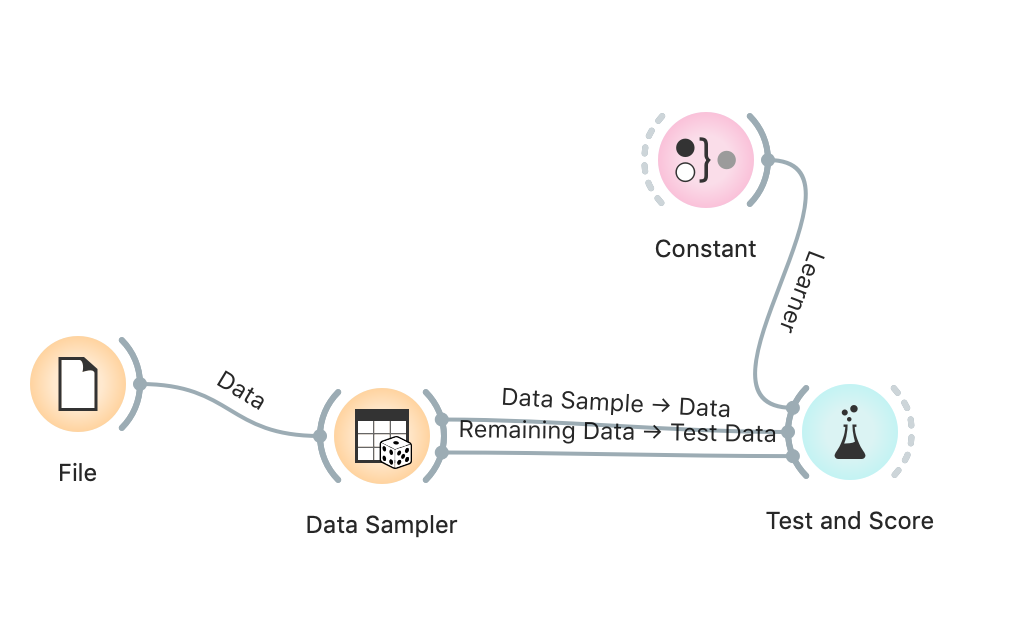 Constant
Learner
File
Data
Data Sampler
Data Sample → Data
Remaining Data → Test Data
Test and Score